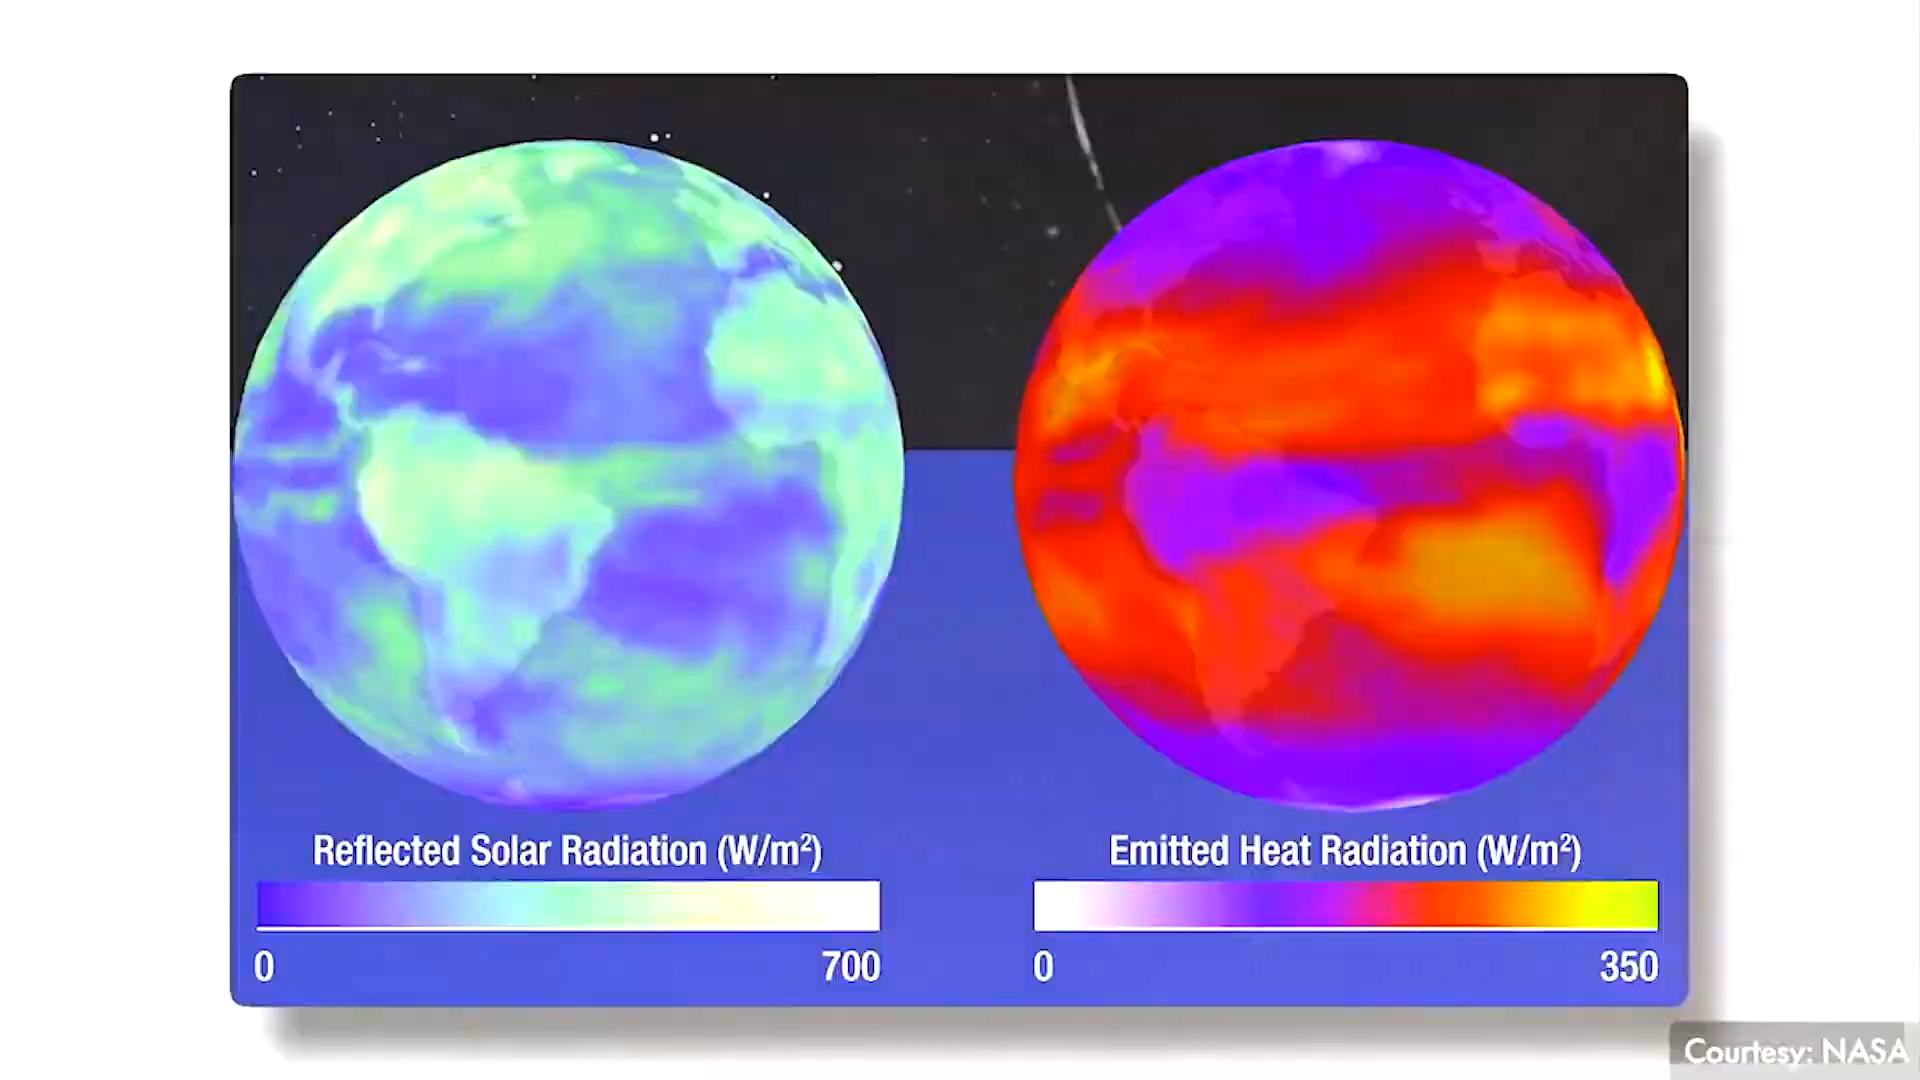 Reflected Solar Radiation (W/m²)
0 700
Emitted Heat Radiation (W/m²)
0 350
Courtesy: NASA